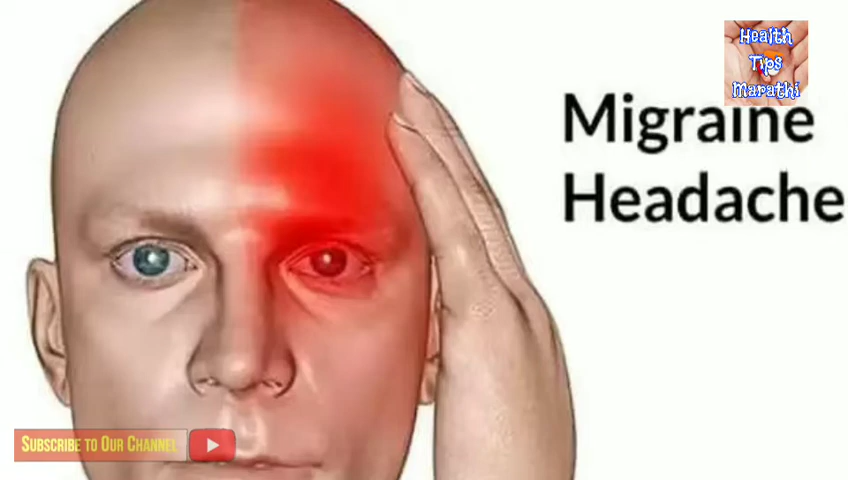 Health
Tips
Marathi
Migraine
Headache
Subscribe to Our Channel